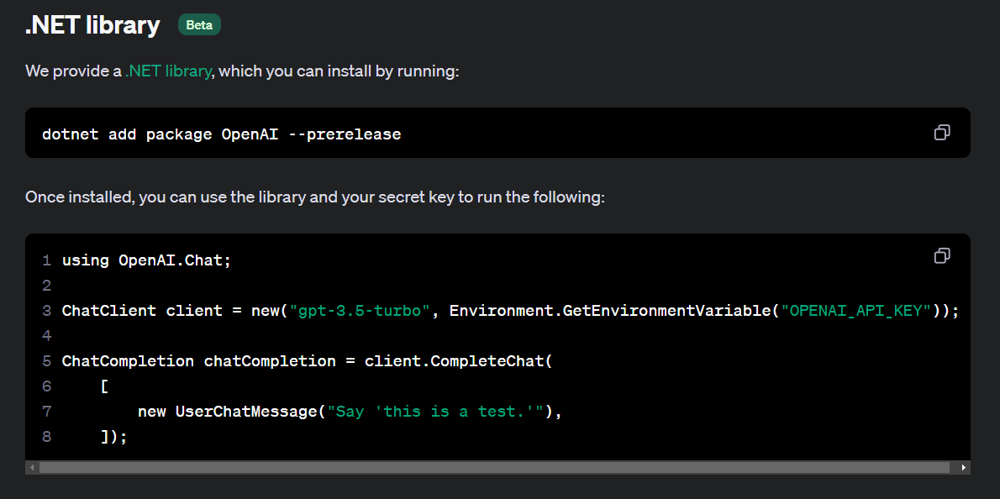 .NET library Beta
We provide a .NET library, which you can install by running:
dotnet add package OpenAI --prerelease
Once installed, you can use the library and your secret key to run the following:
1 using OpenAI.Chat;
2
3 ChatClient client = new("gpt-3.5-turbo", Environment.GetEnvironmentVariable("OPENAI_API_KEY"));
4
5 ChatCompletion chatCompletion = client.CompleteChat(
6     [
7         new UserChatMessage("Say 'this is a test.'"),
8     ]);